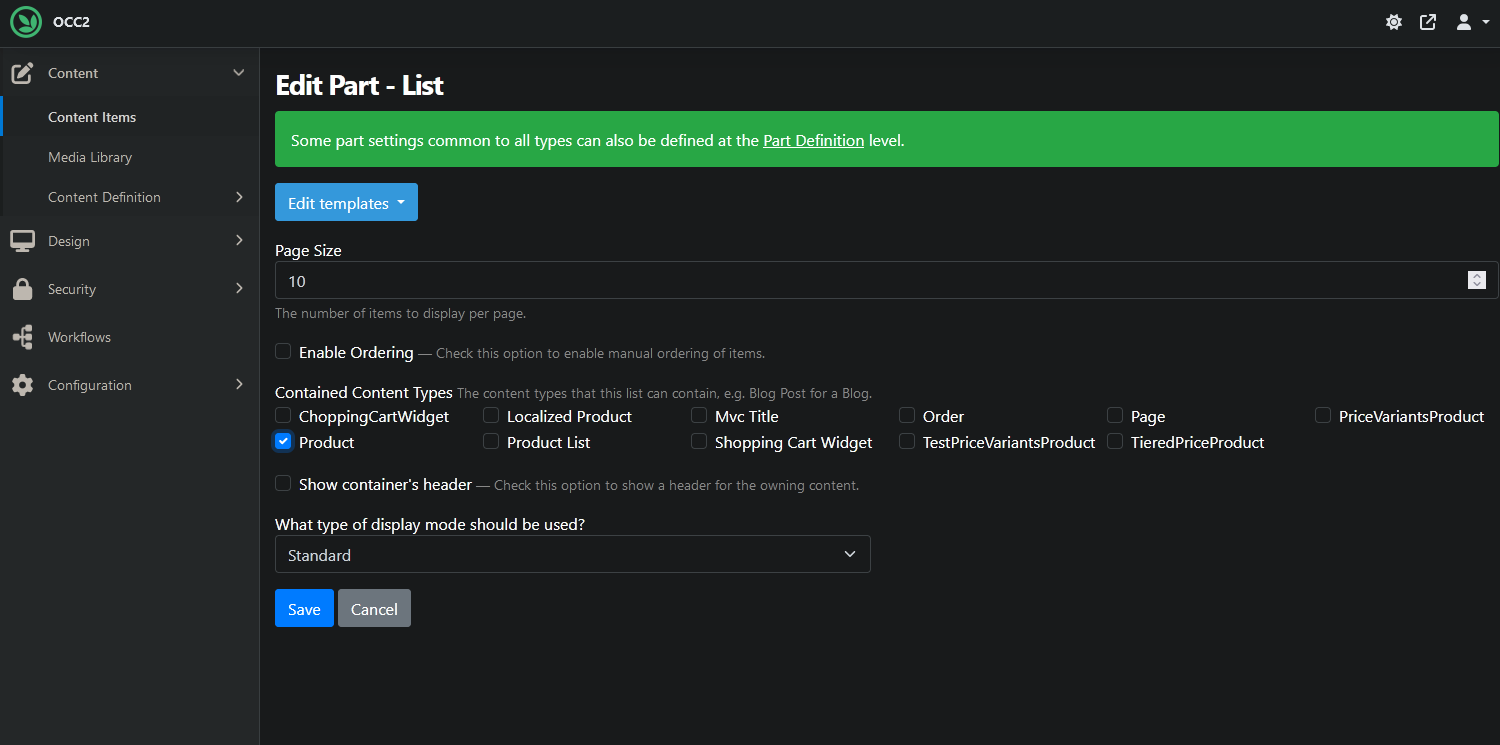 OCC2
Content
Content Items
Media Library
Content Definition
Design
Security
Workflows
Configuration
Edit Part - List
Some part settings common to all types can also be defined at the Part Definition level.
Edit templates
Page Size
10
The number of items to display per page.
Enable Ordering — Check this option to enable manual ordering of items.
Contained Content Types The content types that this list can contain, e.g. Blog Post for a Blog.
ChoppingCartWidget Localized Product Mvc Title Order Page PriceVariantsProduct
Product Product List Shopping Cart Widget TestPriceVariantsProduct TieredPriceProduct
Show container's header — Check this option to show a header for the owning content.
What type of display mode should be used?
Standard
Save Cancel